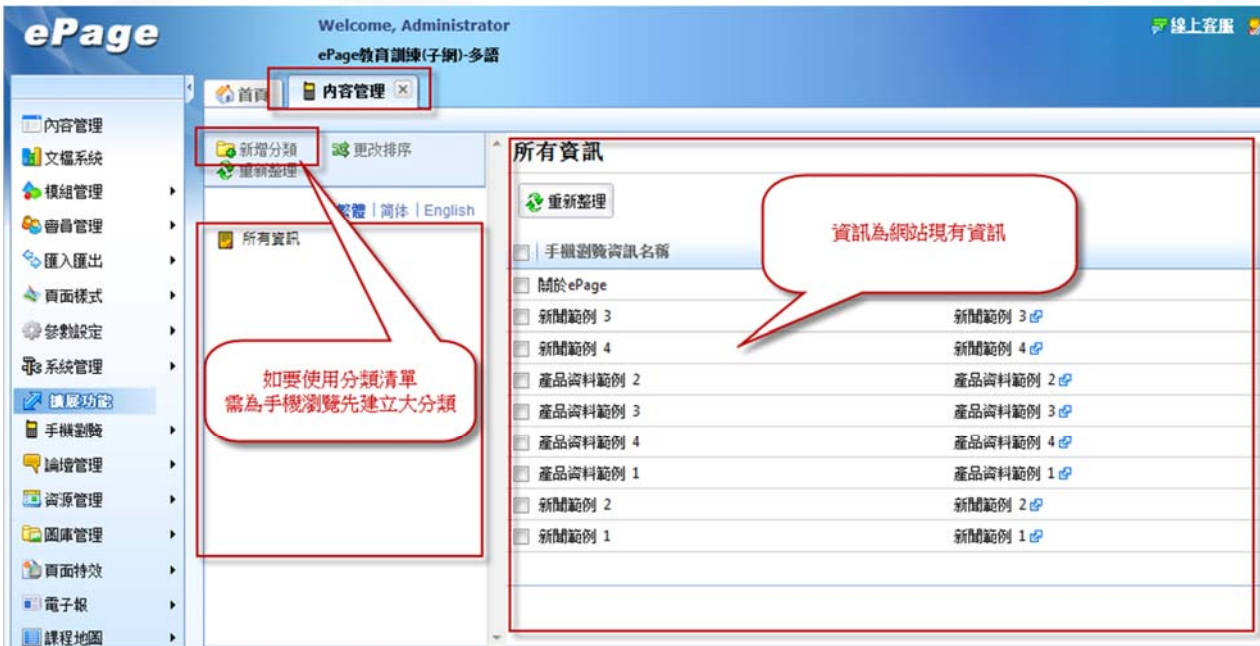 ePage
Welcome, Administrator
ePage教育訓練(子網)-多語
線上客服
首頁
內容管理
內容管理
文檔系統
模組管理
會員管理
匯入匯出
頁面樣式
參數設定
系統管理
擴展功能
手機瀏覽
論壇管理
資源管理
圖庫管理
頁面特效
電子報
課程地圖
新增分類
更改排序
重新整理
繁體 | 简体 | English
所有資訊
如要使用分類清單
需為手機瀏覽先建立大分類
所有資訊
重新整理
資訊為網站現有資訊
手機瀏覽資訊名稱
關於ePage
新聞範例 3 新聞範例 3
新聞範例 4 新聞範例 4
產品資料範例 2 產品資料範例 2
產品資料範例 3 產品資料範例 3
產品資料範例 4 產品資料範例 4
產品資料範例 1 產品資料範例 1
新聞範例 2 新聞範例 2
新聞範例 1 新聞範例 1